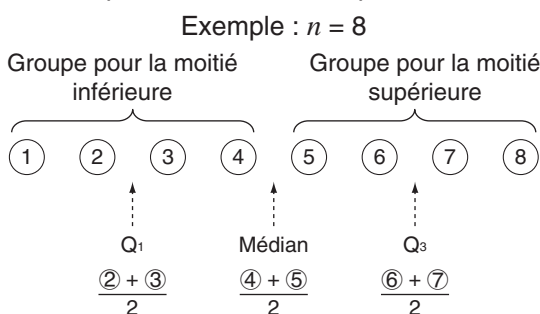 Exemple : n = 8
Groupe pour la moitié inférieure
Groupe pour la moitié supérieure
① ② ③ ④ ⑤ ⑥ ⑦ ⑧
Q1 Médian Q3
② + ③ ④ + ⑤ ⑥ + ⑦
2 2 2